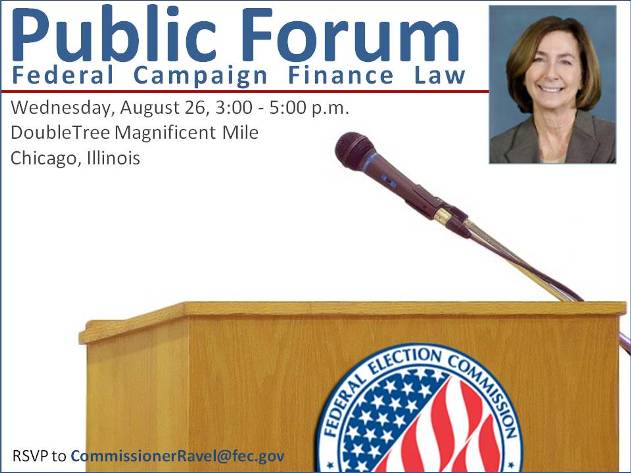 Public Forum
Federal Campaign Finance Law
Wednesday, August 26, 3:00 - 5:00 p.m.
DoubleTree Magnificent Mile
Chicago, Illinois
FEDERAL ELECTION COMMISSION
RSVP to CommissionerRavel@fec.gov